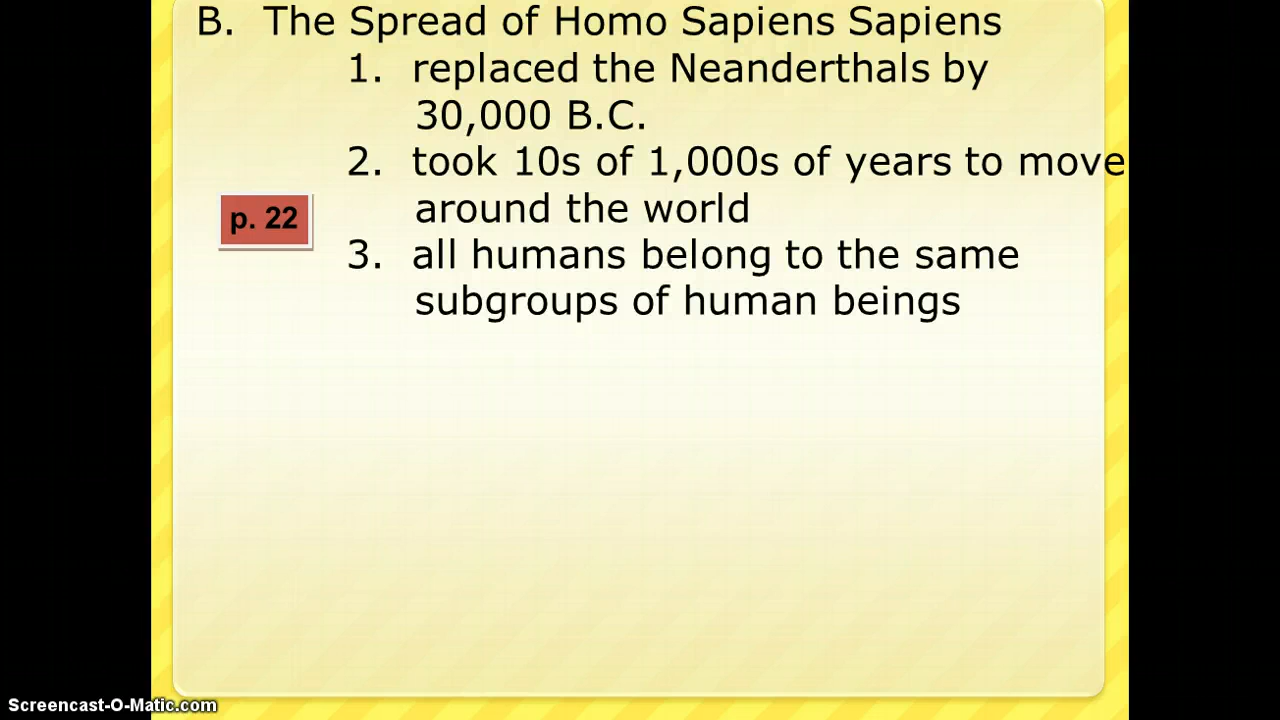 B. The Spread of Homo Sapiens Sapiens
1. replaced the Neanderthals by
30,000 B.C.
2. took 10s of 1,000s of years to move
around the world
p. 22
3. all humans belong to the same
subgroups of human beings
Screencast-O-Matic.com